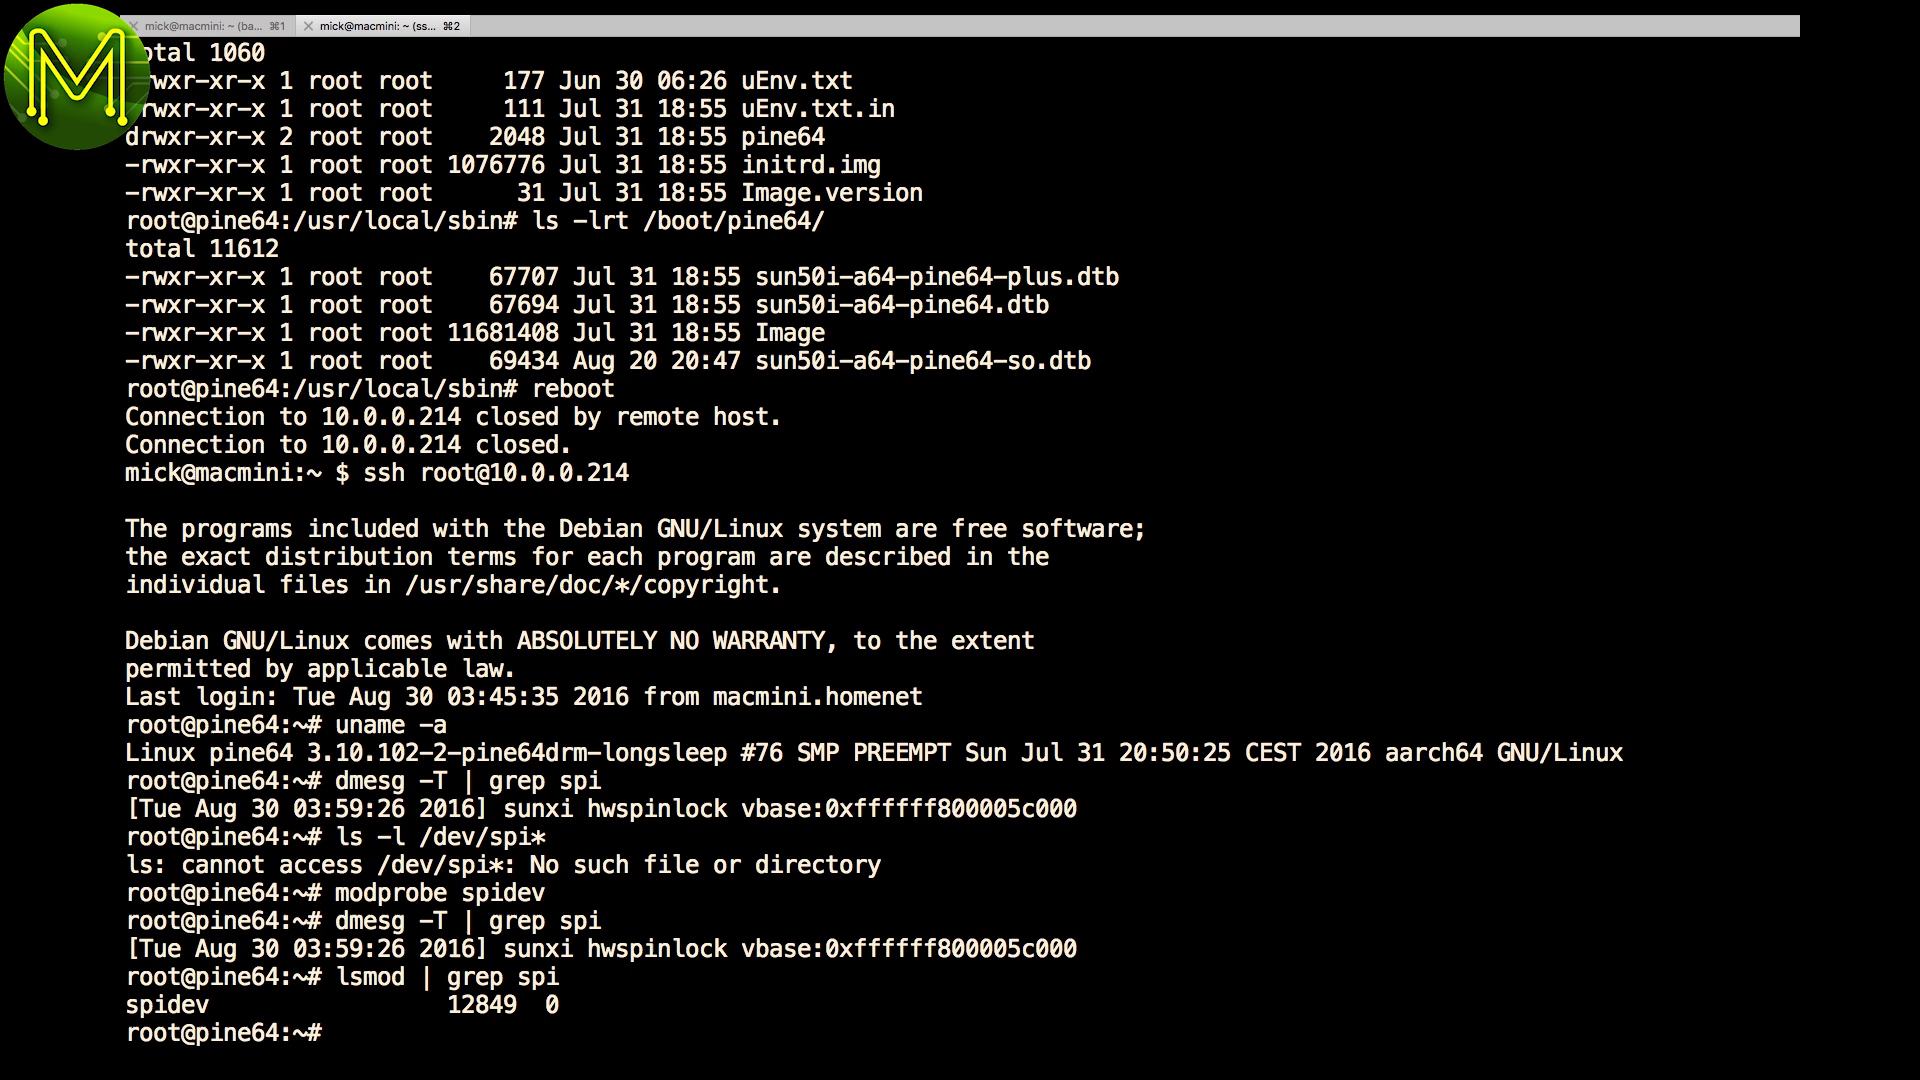 mick@macmini: ~ (ba... ⌘1
mick@macmini: ~ (ss... ⌘2
M
otal 1060
rwxr-xr-x 1 root root     177 Jun 30 06:26 uEnv.txt
rwxr-xr-x 1 root root     111 Jul 31 18:55 uEnv.txt.in
drwxr-xr-x 2 root root    2048 Jul 31 18:55 pine64
-rwxr-xr-x 1 root root 1076776 Jul 31 18:55 initrd.img
-rwxr-xr-x 1 root root      31 Jul 31 18:55 Image.version
root@pine64:/usr/local/sbin# ls -lrt /boot/pine64/
total 11612
-rwxr-xr-x 1 root root    67707 Jul 31 18:55 sun50i-a64-pine64-plus.dtb
-rwxr-xr-x 1 root root    67694 Jul 31 18:55 sun50i-a64-pine64.dtb
-rwxr-xr-x 1 root root 11681408 Jul 31 18:55 Image
-rwxr-xr-x 1 root root    69434 Aug 20 20:47 sun50i-a64-pine64-so.dtb
root@pine64:/usr/local/sbin# reboot
Connection to 10.0.0.214 closed by remote host.
Connection to 10.0.0.214 closed.
mick@macmini:~ $ ssh root@10.0.0.214
The programs included with the Debian GNU/Linux system are free software;
the exact distribution terms for each program are described in the
individual files in /usr/share/doc/*/copyright.
Debian GNU/Linux comes with ABSOLUTELY NO WARRANTY, to the extent
permitted by applicable law.
Last login: Tue Aug 30 03:45:35 2016 from macmini.homenet
root@pine64:~# uname -a
Linux pine64 3.10.102-2-pine64drm-longsleep #76 SMP PREEMPT Sun Jul 31 20:50:25 CEST 2016 aarch64 GNU/Linux
root@pine64:~# dmesg -T | grep spi
[Tue Aug 30 03:59:26 2016] sunxi hwspinlock vbase:0xffffff800005c000
root@pine64:~# ls -l /dev/spi*
ls: cannot access /dev/spi*: No such file or directory
root@pine64:~# modprobe spidev
root@pine64:~# dmesg -T | grep spi
[Tue Aug 30 03:59:26 2016] sunxi hwspinlock vbase:0xffffff800005c000
root@pine64:~# lsmod | grep spi
spidev                 12849  0
root@pine64:~#